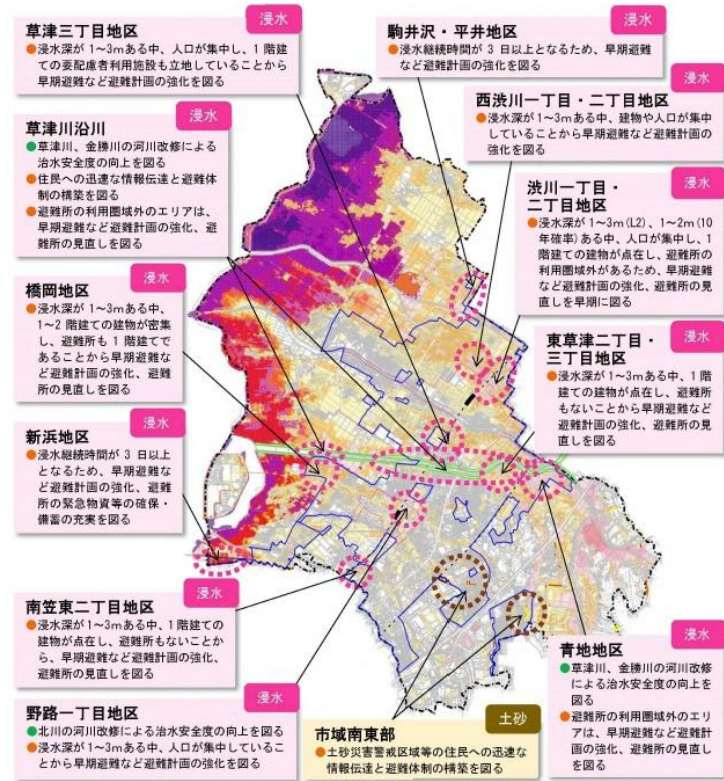 浸水
草津三丁目地区
●浸水深が1~3mある中、人口が集中し、1階建
ての要配慮者利用施設も立地していることから
早期避難など避難計画の強化を図る
浸水
駒井沢・平井地区
●浸水継続時間が3日以上となるため、早期避難
など避難計画の強化を図る
浸水
西渋川一丁目・二丁目地区
●浸水深が1~3mある中、建物や人口が集中
していることから早期避難など避難計画の
強化を図る
浸水
草津川沿川
●草津川、金勝川の河川改修による
治水安全度の向上を図る
●住民への迅速な情報伝達と避難体
制の構築を図る
●避難所の利用圏域外のエリアは、
早期避難など避難計画の強化、避
難所の見直しを図る
浸水
渋川一丁目・
二丁目地区
●浸水深が1~3m(L2)、1~2m(10
年確率)ある中、人口が集中し、1
階建ての建物が点在し、避難所の
利用圏域外があるため、早期避難
など避難計画の強化、避難所の見
直しを早期に図る
浸水
橋岡地区
●浸水深が1~3mある中、
1~2階建ての建物が密集
し、避難所も1階建てで
あることから早期避難な
ど避難計画の強化、避難
所の見直しを図る
浸水
東草津二丁目・
三丁目地区
●浸水深が1~3mある中、1階
建ての建物が点在し、避難所
もないことから早期避難など
避難計画の強化、避難所の見
直しを図る
浸水
新浜地区
●浸水継続時間が3日以上
となるため、早期避難な
ど避難計画の強化、避難
所の緊急物資等の確保・
備蓄の充実を図る
浸水
南笠東二丁目地区
●浸水深が1~3mある中、1階建ての
建物が点在し、避難所もないことか
ら、早期避難など避難計画の強化、
避難所の見直しを図る
浸水
野路一丁目地区
●北川の河川改修による治水安全度の向上を図る
●浸水深が1~3mある中、人口が集中しているこ
とから早期避難など避難計画の強化を図る
土砂
市域南東部
●土砂災害警戒区域等の住民への迅速な
情報伝達と避難体制の構築を図る
浸水
青地地区
●草津川、金勝川の河川改修
による治水安全度の向上を
図る
●避難所の利用圏域外のエリ
アは、早期避難など避難計
画の強化、避難所の見直し
を図る